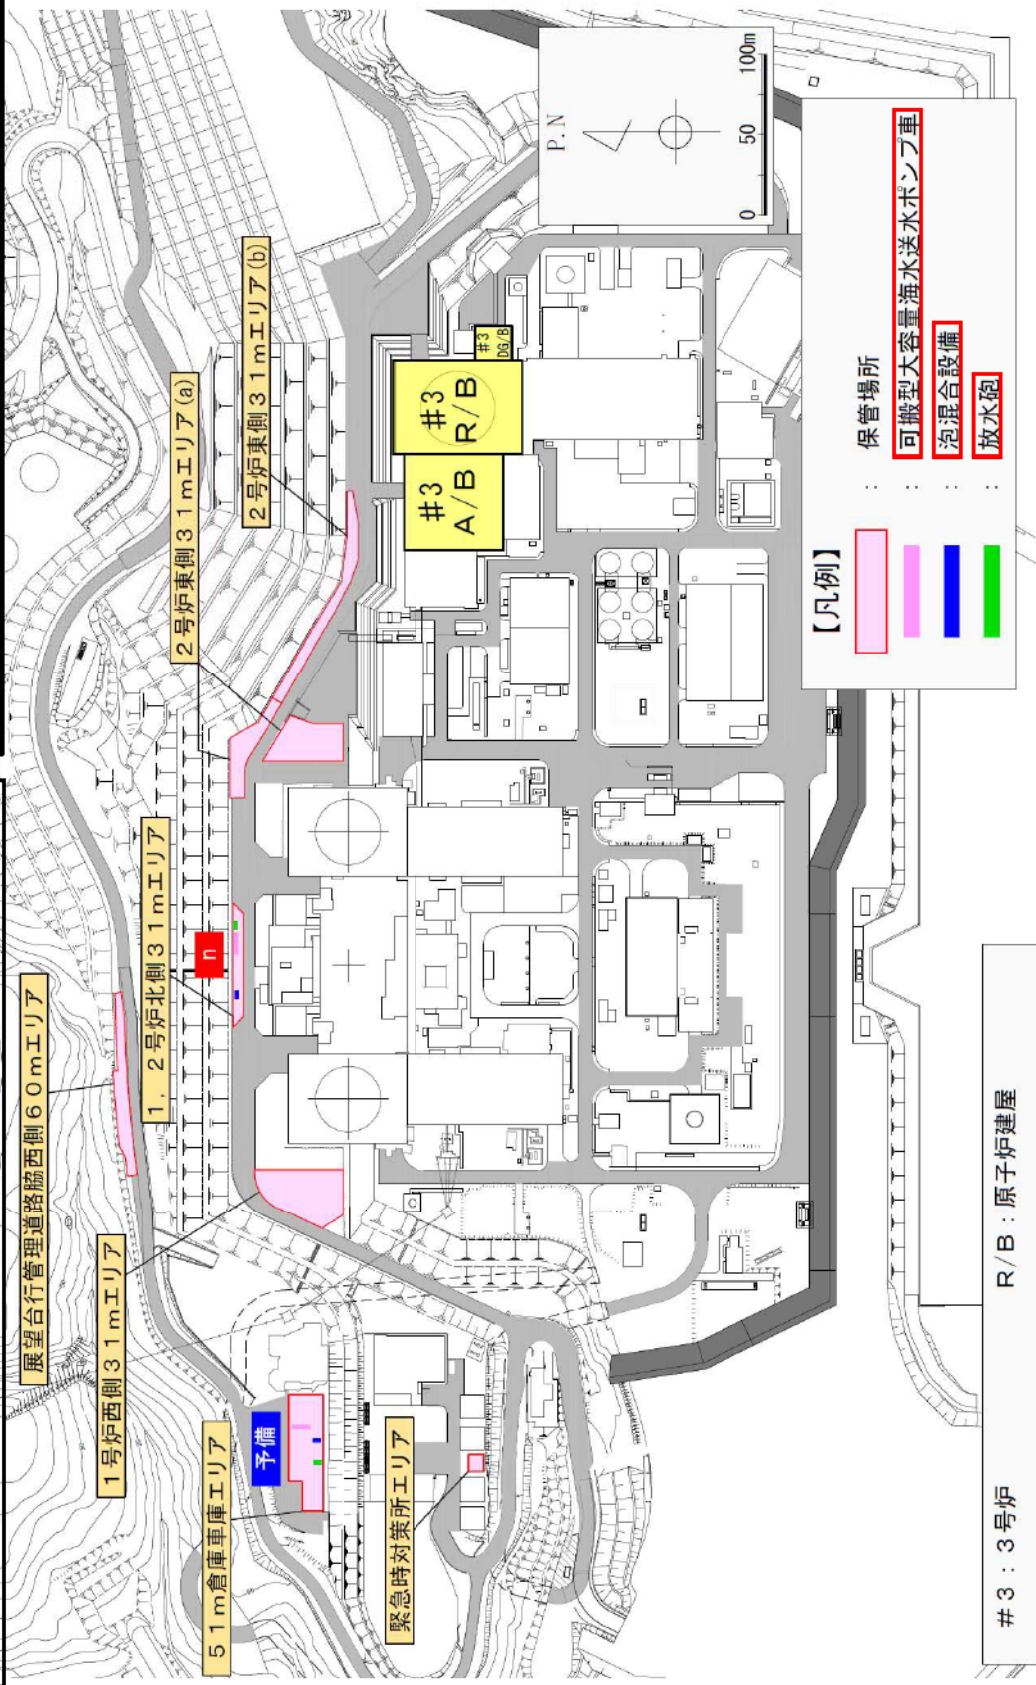 展望台行管理道路脇西側60mエリア
1号炉西側31mエリア
51m倉庫車庫エリア
予備
緊急時対策所エリア
1, 2号炉北側31mエリア
n
2号炉東側31mエリア(a)
2号炉東側31mエリア(b)
#3
A/B
#3
R/B
#3
DG/B
P.N
0 50 100m
【凡例】
: 保管場所
: 可搬型大容量海水送水ポンプ車
: 泡混合設備
: 放水砲
#3:3号炉 R/B:原子炉建屋